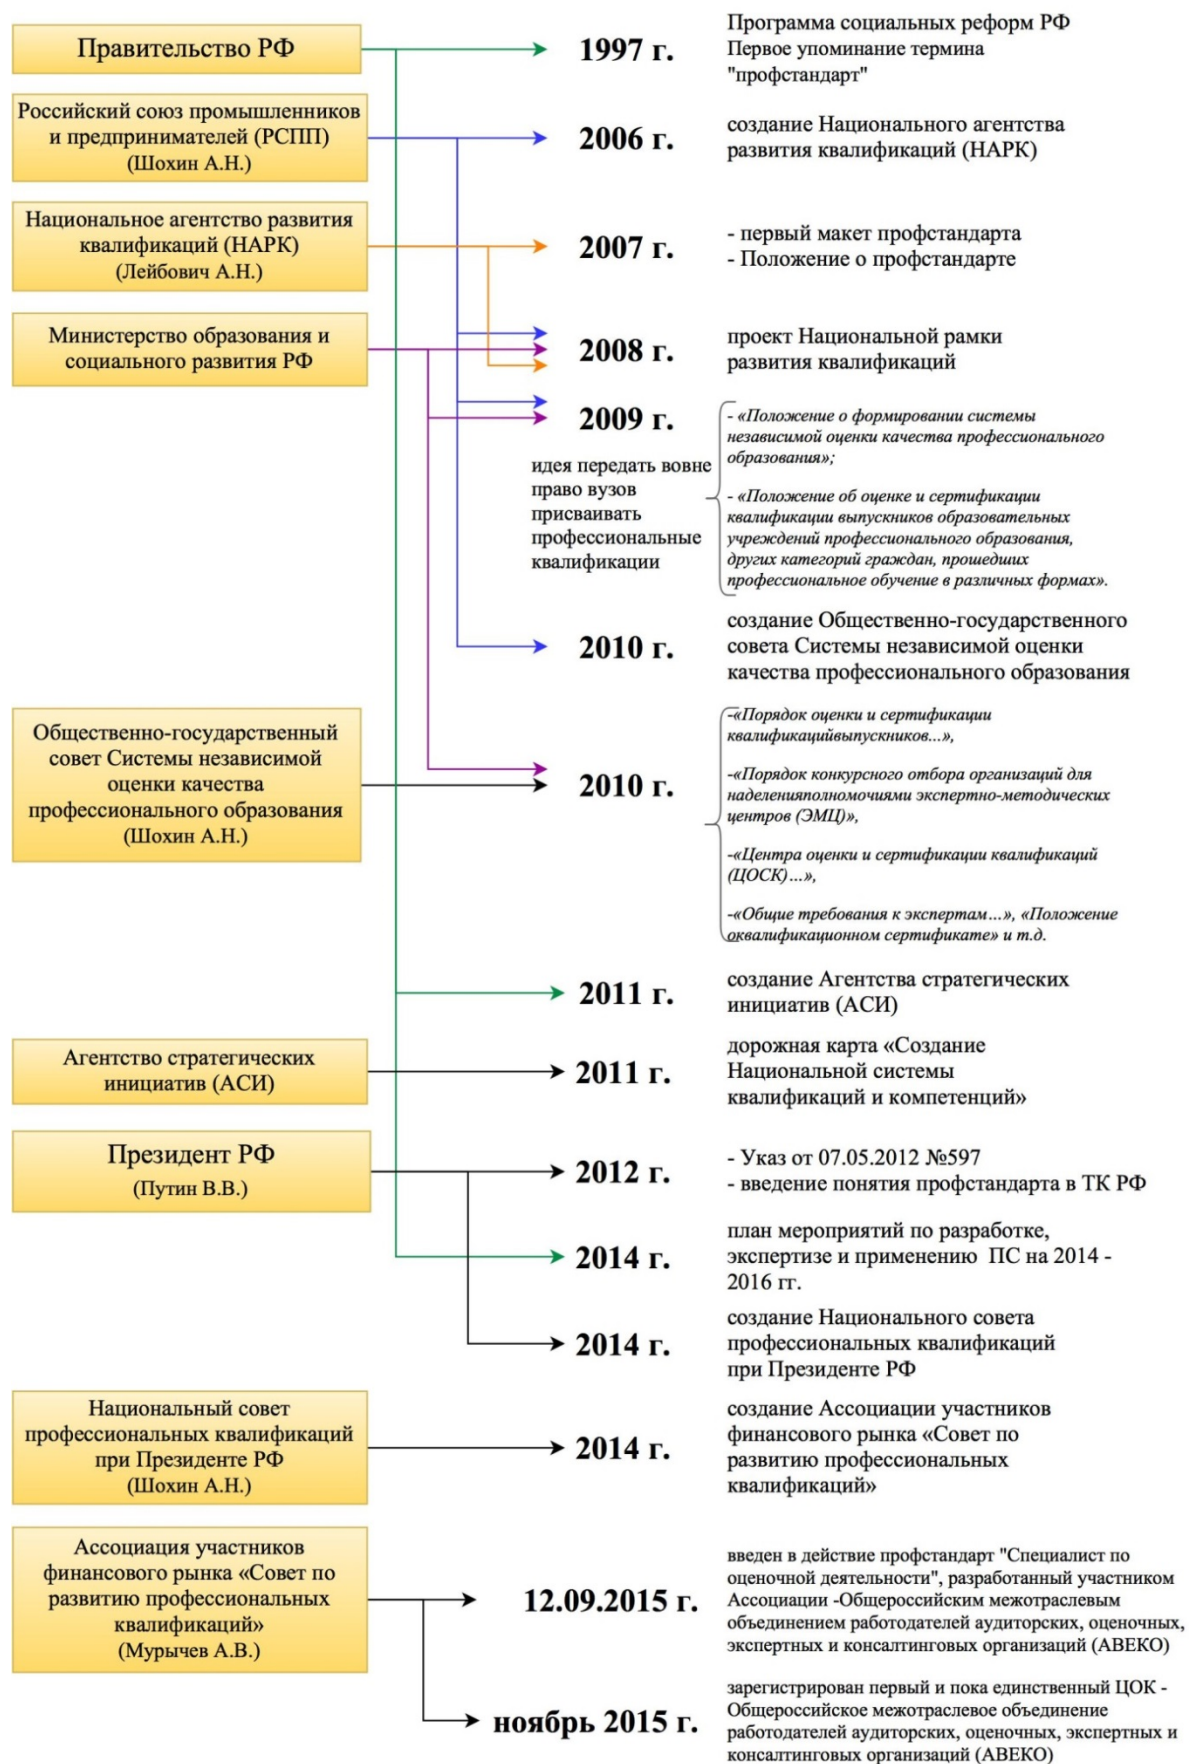 Правительство РФ
1997 г.
Программа социальных реформ РФ
Первое упоминание термина
"профстандарт"
Российский союз промышленников
и предпринимателей (РСПП)
(Шохин А.Н.)
2006 г.
создание Национального агентства
развития квалификаций (НАРК)
Национальное агентство развития
квалификаций (НАРК)
(Лейбович А.Н.)
2007 г.
- первый макет профстандарта
- Положение о профстандарте
Министерство образования и
социального развития РФ
2008 г.
проект Национальной рамки
развития квалификаций
2009 г.
идея передать вовне
право вузов
присваивать
профессиональные
квалификации
- «Положение о формировании системы
независимой оценки качества профессионального
образования»;
- «Положение об оценке и сертификации
квалификации выпускников образовательных
учреждений профессионального образования,
других категорий граждан, прошедших
профессиональное обучение в различных формах».
2010 г.
создание Общественно-государственного
совета Системы независимой оценки
качества профессионального образования
Общественно-государственный
совет Системы независимой
оценки качества
профессионального образования
(Шохин А.Н.)
2010 г.
-«Порядок оценки и сертификации
квалификацийвыпускников...»,
-«Порядок конкурсного отбора организаций для
наделенияполномочиями экспертно-методических
центров (ЭМЦ)»,
-«Центра оценки и сертификации квалификаций
(ЦОСК)...»,
-«Общие требования к экспертам...», «Положение
оквалификационном сертификате» и т.д.
2011 г.
создание Агентства стратегических
инициатив (АСИ)
Агентство стратегических
инициатив (АСИ)
2011 г.
дорожная карта «Создание
Национальной системы
квалификаций и компетенций»
Президент РФ
(Путин В.В.)
2012 г.
- Указ от 07.05.2012 №597
- введение понятия профстандарта в ТК РФ
2014 г.
план мероприятий по разработке,
экспертизе и применению ПС на 2014 -
2016 гг.
2014 г.
создание Национального совета
профессиональных квалификаций
при Президенте РФ
Национальный совет
профессиональных квалификаций
при Президенте РФ
(Шохин А.Н.)
2014 г.
создание Ассоциации участников
финансового рынка «Совет по
развитию профессиональных
квалификаций»
Ассоциация участников
финансового рынка «Совет по
развитию профессиональных
квалификаций»
(Мурычев А.В.)
12.09.2015 г.
введен в действие профстандарт "Специалист по
оценочной деятельности", разработанный участником
Ассоциации -Общероссийским межотраслевым
объединением работодателей аудиторских, оценочных,
экспертных и консалтинговых организаций (АВЕКО)
ноябрь 2015 г.
зарегистрирован первый и пока единственный ЦОК -
Общероссийское межотраслевое объединение
работодателей аудиторских, оценочных, экспертных и
консалтинговых организаций (АВЕКО)